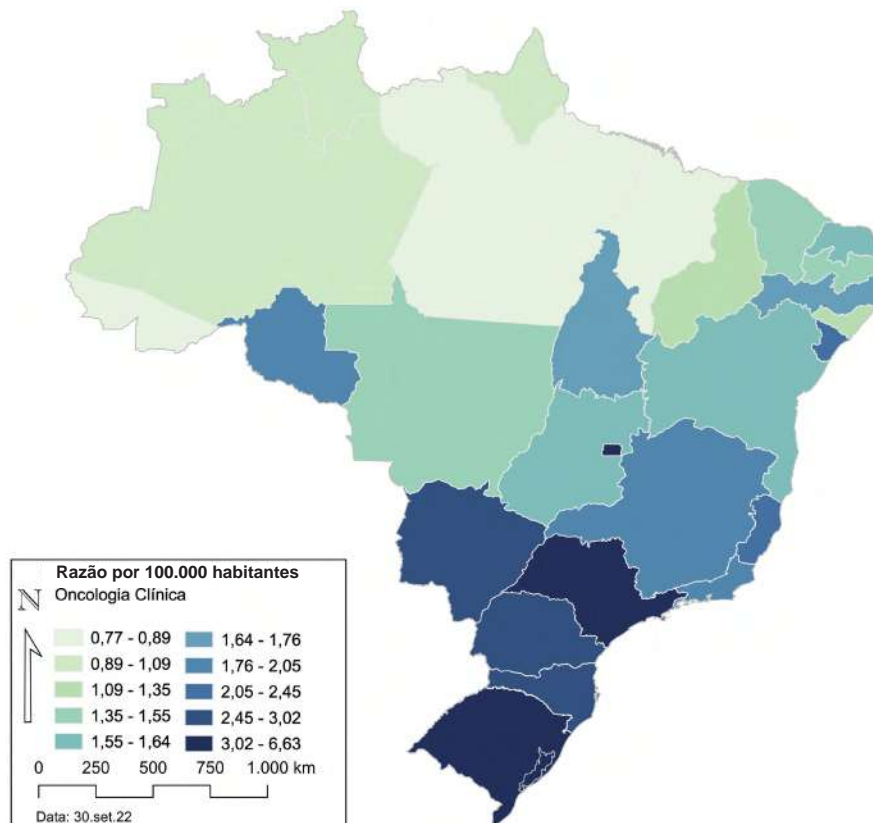 Razão por 100.000 habitantes
N Oncologia Clínica
0,77 - 0,89 1,64 - 1,76
0,89 - 1,09 1,76 - 2,05
1,09 - 1,35 2,05 - 2,45
1,35 - 1,55 2,45 - 3,02
1,55 - 1,64 3,02 - 6,63
0 250 500 750 1.000 km
Data: 30.set.22